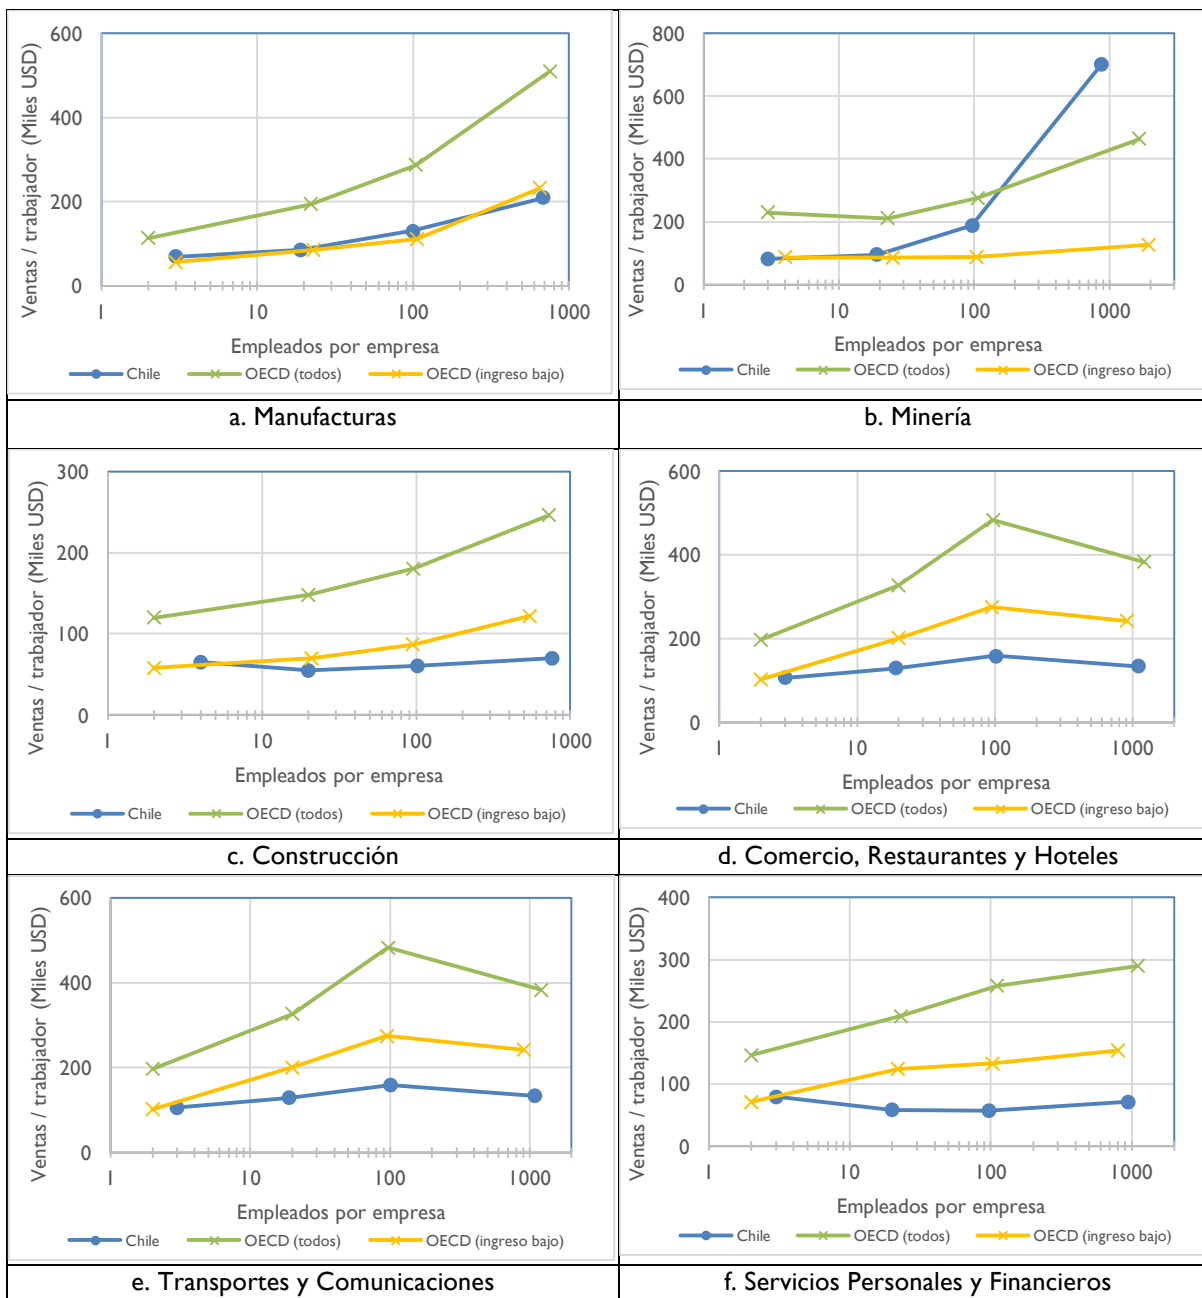 Ventas / trabajador (Miles USD)
600
400
200
0
1
10
100
1000
Empleados por empresa
Chile
OECD (todos)
OECD (ingreso bajo)
a. Manufacturas
Ventas / trabajador (Miles USD)
800
600
400
200
0
1
10
100
1000
Empleados por empresa
Chile
OECD (todos)
OECD (ingreso bajo)
b. Minería
Ventas / trabajador (Miles USD)
300
200
100
0
1
10
100
1000
Empleados por empresa
Chile
OECD (todos)
OECD (ingreso bajo)
c. Construcción
Ventas / trabajador (Miles USD)
600
400
200
0
1
10
100
1000
Empleados por empresa
Chile
OECD (todos)
OECD (ingreso bajo)
d. Comercio, Restaurantes y Hoteles
Ventas / trabajador (Miles USD)
600
400
200
0
1
10
100
1000
Empleados por empresa
Chile
OECD (todos)
OECD (ingreso bajo)
e. Transportes y Comunicaciones
Ventas / trabajador (Miles USD)
400
300
200
100
0
1
10
100
1000
Empleados por empresa
Chile
OECD (todos)
OECD (ingreso bajo)
f. Servicios Personales y Financieros